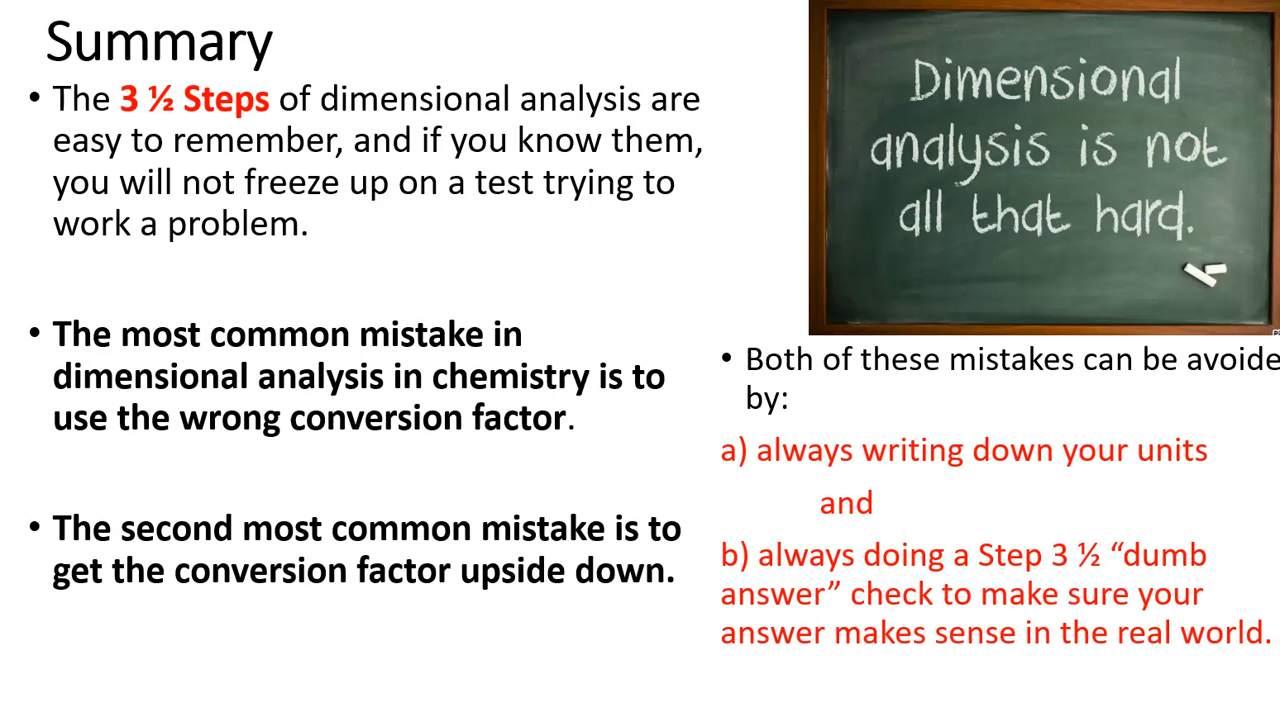 Summary
• The 3 ½ Steps of dimensional analysis are
easy to remember, and if you know them,
you will not freeze up on a test trying to
work a problem.
• The most common mistake in
dimensional analysis in chemistry is to
use the wrong conversion factor.
• The second most common mistake is to
get the conversion factor upside down.
Dimensional
analysis is not
all that hard.
• Both of these mistakes can be avoide
by:
a) always writing down your units
and
b) always doing a Step 3 ½ “dumb
answer” check to make sure your
answer makes sense in the real world.